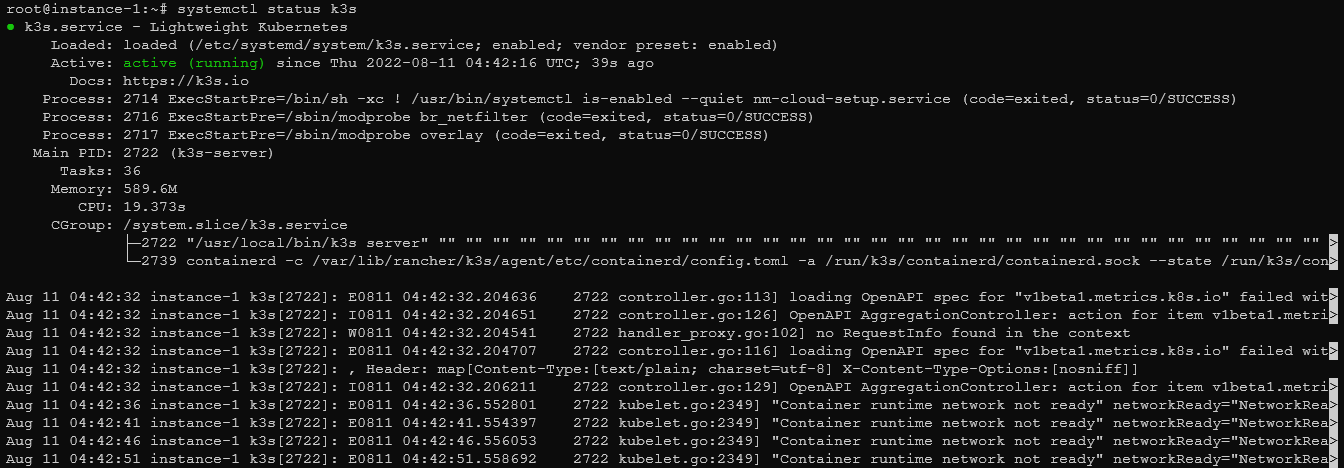 root@instance-1:~# systemctl status k3s
● k3s.service - Lightweight Kubernetes
     Loaded: loaded (/etc/systemd/system/k3s.service; enabled; vendor preset: enabled)
     Active: active (running) since Thu 2022-08-11 04:42:16 UTC; 39s ago
       Docs: https://k3s.io
    Process: 2714 ExecStartPre=/bin/sh -xc ! /usr/bin/systemctl is-enabled --quiet nm-cloud-setup.service (code=exited, status=0/SUCCESS)
    Process: 2716 ExecStartPre=/sbin/modprobe br_netfilter (code=exited, status=0/SUCCESS)
    Process: 2717 ExecStartPre=/sbin/modprobe overlay (code=exited, status=0/SUCCESS)
   Main PID: 2722 (k3s-server)
      Tasks: 36
     Memory: 589.6M
        CPU: 19.373s
     CGroup: /system.slice/k3s.service
             ├─2722 "/usr/local/bin/k3s server" "" "" "" "" "" "" "" "" "" "" "" "" "" "" "" "" "" "" "" "" "" "" "" "" "" "" "" "" "" "" "" "" "" >
             └─2739 containerd -c /var/lib/rancher/k3s/agent/etc/containerd/config.toml -a /run/k3s/containerd/containerd.sock --state /run/k3s/con>
Aug 11 04:42:32 instance-1 k3s[2722]: E0811 04:42:32.204636    2722 controller.go:113] loading OpenAPI spec for "v1beta1.metrics.k8s.io" failed wit>
Aug 11 04:42:32 instance-1 k3s[2722]: I0811 04:42:32.204651    2722 controller.go:126] OpenAPI AggregationController: action for item v1beta1.metri>
Aug 11 04:42:32 instance-1 k3s[2722]: W0811 04:42:32.204541    2722 handler_proxy.go:102] no RequestInfo found in the context
Aug 11 04:42:32 instance-1 k3s[2722]: E0811 04:42:32.204707    2722 controller.go:116] loading OpenAPI spec for "v1beta1.metrics.k8s.io" failed wit>
Aug 11 04:42:32 instance-1 k3s[2722]: , Header: map[Content-Type:[text/plain; charset=utf-8] X-Content-Type-Options:[nosniff]]
Aug 11 04:42:32 instance-1 k3s[2722]: I0811 04:42:32.206211    2722 controller.go:129] OpenAPI AggregationController: action for item v1beta1.metri>
Aug 11 04:42:36 instance-1 k3s[2722]: E0811 04:42:36.552801    2722 kubelet.go:2349] "Container runtime network not ready" networkReady="NetworkRea>
Aug 11 04:42:41 instance-1 k3s[2722]: E0811 04:42:41.554397    2722 kubelet.go:2349] "Container runtime network not ready" networkReady="NetworkRea>
Aug 11 04:42:46 instance-1 k3s[2722]: E0811 04:42:46.556053    2722 kubelet.go:2349] "Container runtime network not ready" networkReady="NetworkRea>
Aug 11 04:42:51 instance-1 k3s[2722]: E0811 04:42:51.558692    2722 kubelet.go:2349] "Container runtime network not ready" networkReady="NetworkRea>